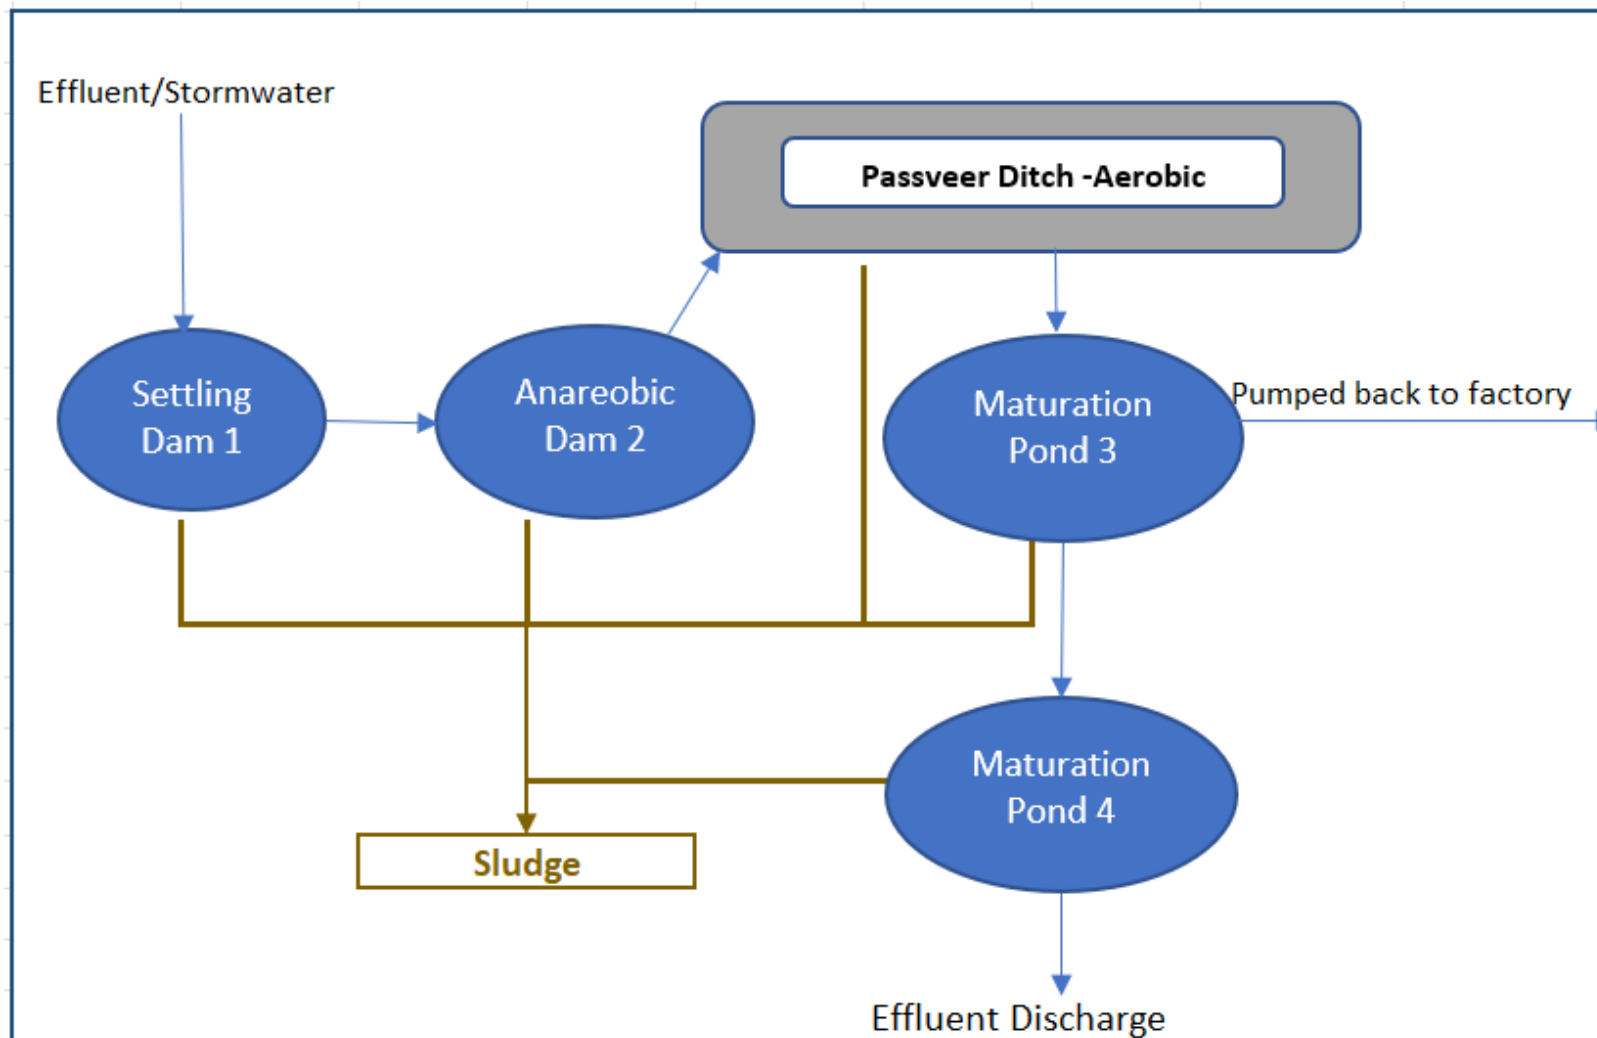 Effluent/Stormwater
Passveer Ditch -Aerobic
Settling
Dam 1
Anareobic
Dam 2
Maturation
Pond 3
Pumped back to factory
Maturation
Pond 4
Sludge
Effluent Discharge